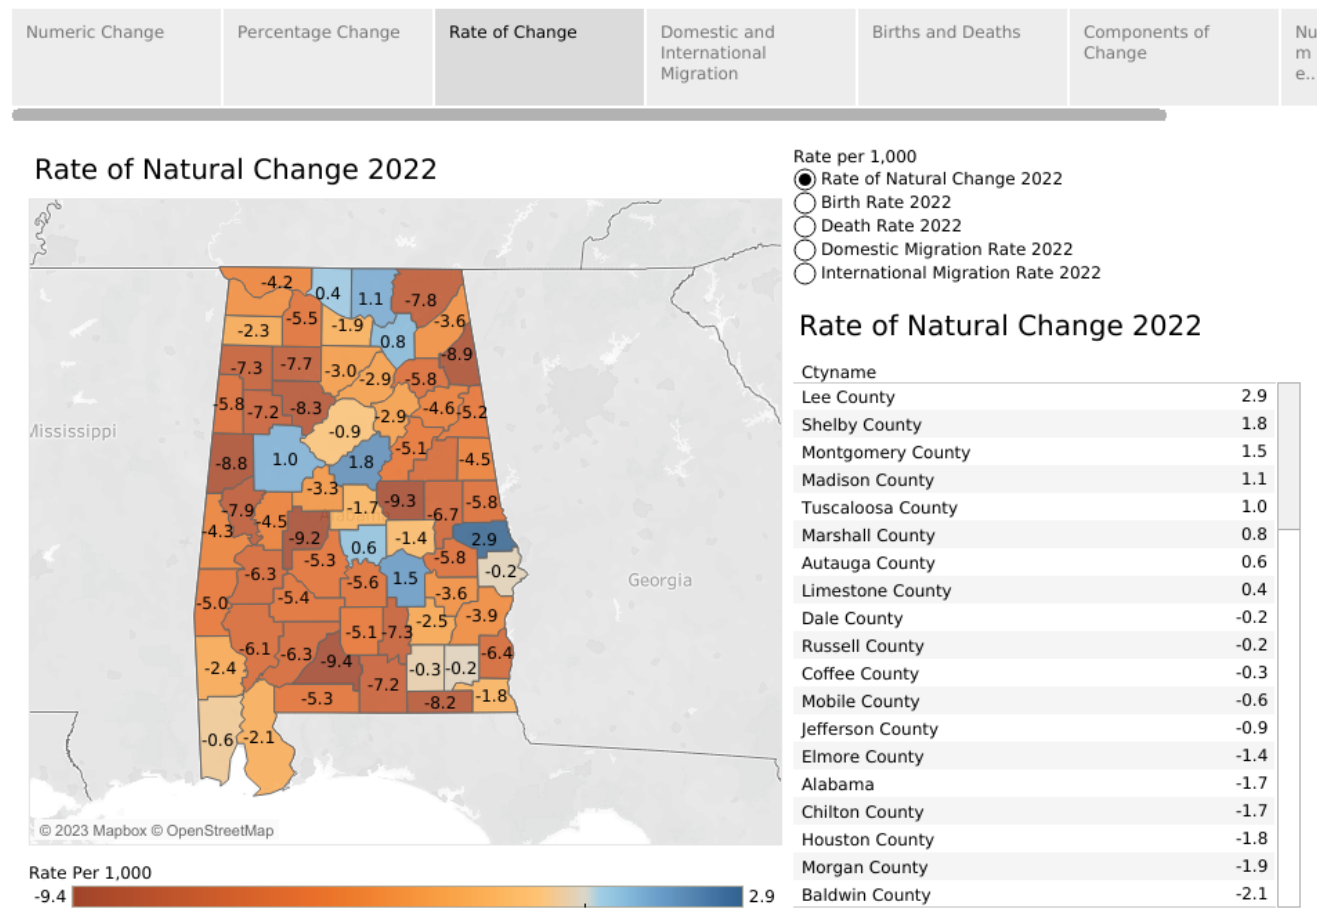 Numeric Change
Percentage Change
Rate of Change
Domestic and
International
Migration
Births and Deaths
Components of
Change
Nu
m
e..
Rate of Natural Change 2022
-4.2
0.4
1.1
-7.8
-5.5
-1.9
-3.6
-2.3
0.8
-8.9
-7.3
-7.7
-3.0
-2.9
-5.8
-5.8
-7.2
-8.3
-2.9
-4.6
-5.2
Mississippi
-0.9
-8.8
1.0
1.8
-5.1
-4.5
-3.3
-7.9
-1.7
-9.3
-5.8
-4.3
-4.5
-6.7
-9.2
0.6
-1.4
2.9
-5.3
-5.8
-0.2
-6.3
-5.6
1.5
Georgia
-5.0
-5.4
-3.6
-2.5
-3.9
-5.1
-7.3
-6.1
-6.3
-9.4
-6.4
-2.4
-0.3
-0.2
-7.2
-5.3
-8.2
-1.8
-0.6
-2.1
© 2023 Mapbox © OpenStreetMap
Rate Per 1,000
-9.4
2.9
Rate per 1,000
Rate of Natural Change 2022
Birth Rate 2022
Death Rate 2022
Domestic Migration Rate 2022
International Migration Rate 2022
Rate of Natural Change 2022
Ctyname
Lee County 2.9
Shelby County 1.8
Montgomery County 1.5
Madison County 1.1
Tuscaloosa County 1.0
Marshall County 0.8
Autauga County 0.6
Limestone County 0.4
Dale County -0.2
Russell County -0.2
Coffee County -0.3
Mobile County -0.6
Jefferson County -0.9
Elmore County -1.4
Alabama -1.7
Chilton County -1.7
Houston County -1.8
Morgan County -1.9
Baldwin County -2.1